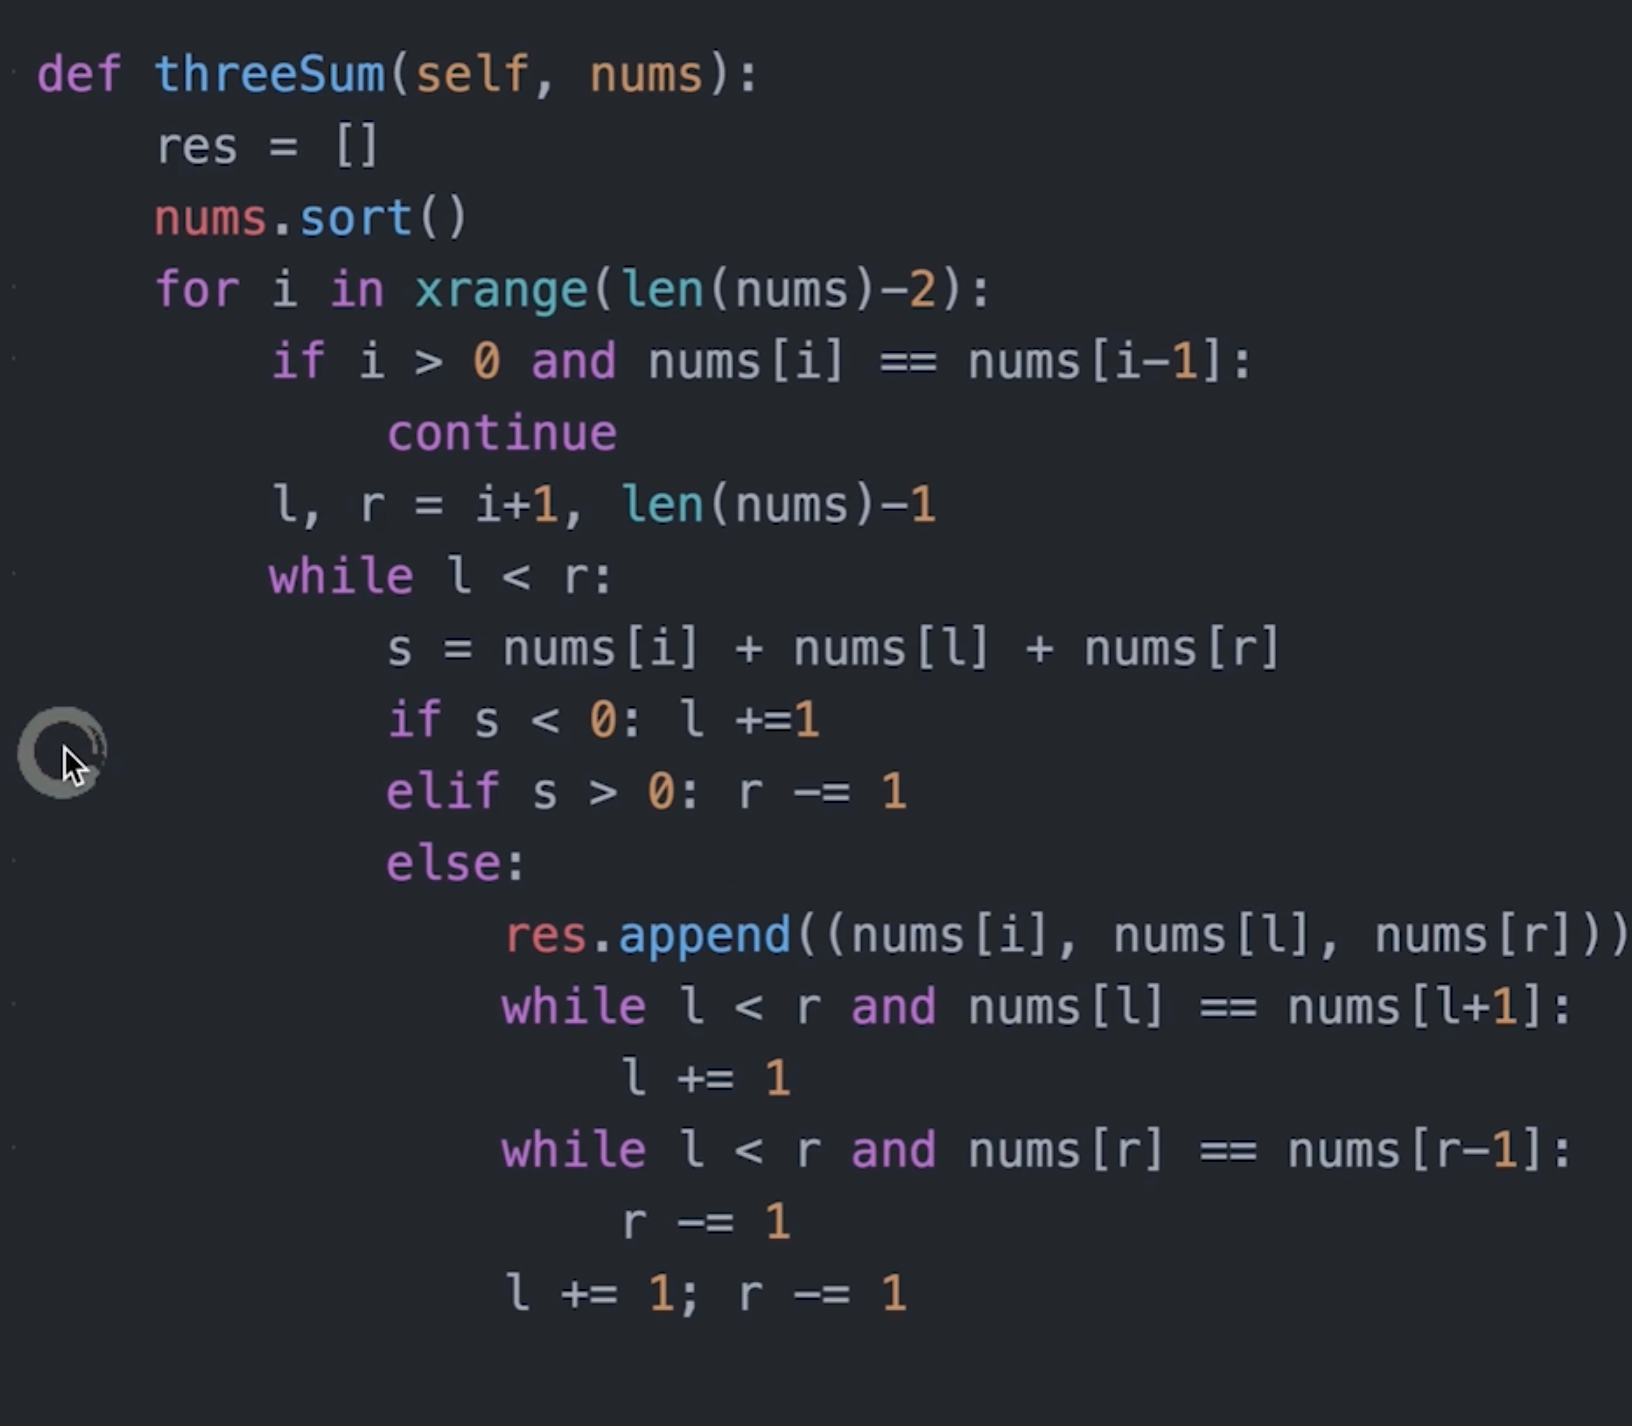 def threeSum(self, nums):
    res = []
    nums.sort()
    for i in xrange(len(nums)-2):
        if i > 0 and nums[i] == nums[i-1]:
            continue
        l, r = i+1, len(nums)-1
        while l < r:
            s = nums[i] + nums[l] + nums[r]
            if s < 0: l +=1
            elif s > 0: r -= 1
            else:
                res.append((nums[i], nums[l], nums[r]))
                while l < r and nums[l] == nums[l+1]:
                    l += 1
                while l < r and nums[r] == nums[r-1]:
                    r -= 1
                l += 1; r -= 1